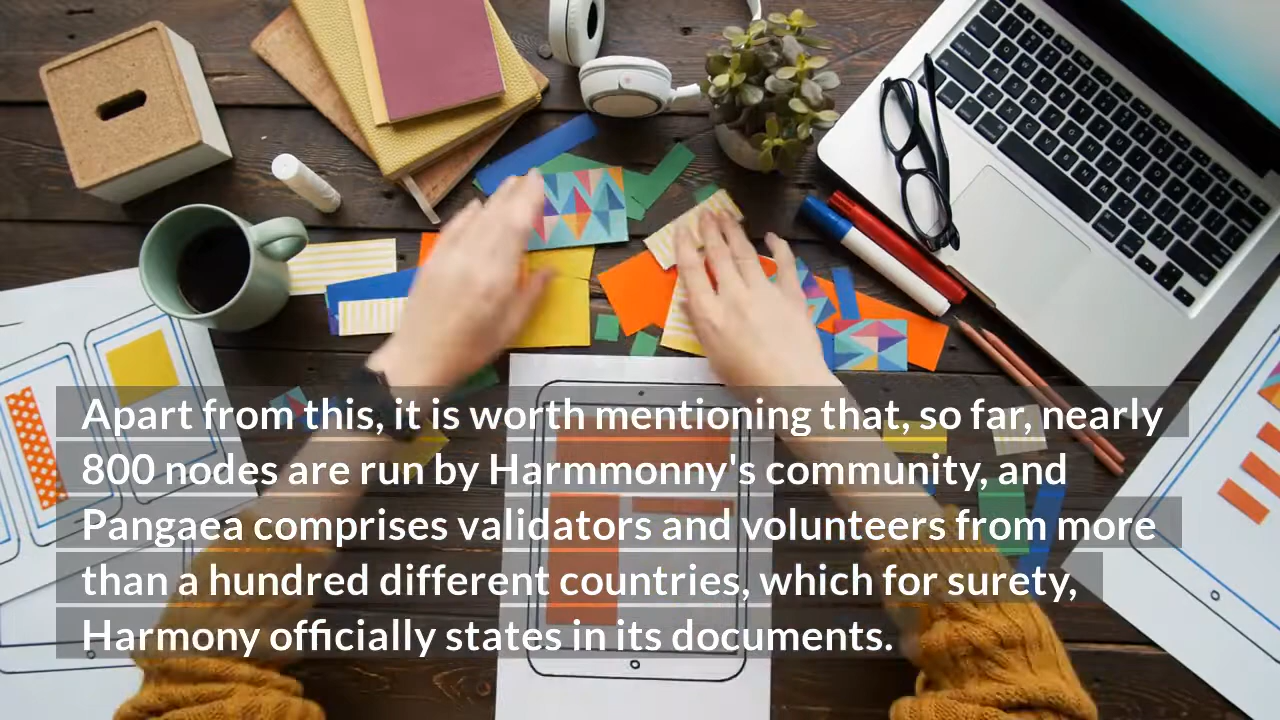 Apart from this, it is worth mentioning that, so far, nearly
800 nodes are run by Harmmonny's community, and
Pangaea comprises validators and volunteers from more
than a hundred different countries, which for surety,
Harmony officially states in its documents.